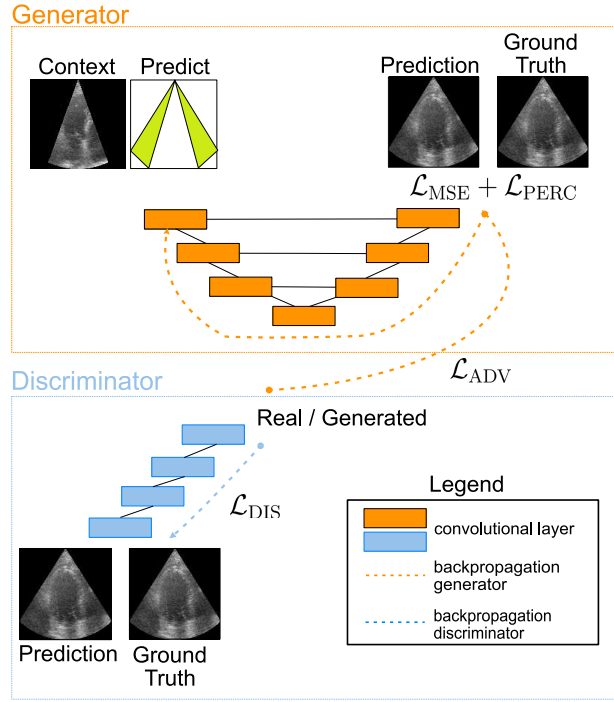 Generator
Context
Predict
Prediction
Ground
Truth
ℒ_MSE + ℒ_PERC
ℒ_ADV
Discriminator
Real / Generated
ℒ_DIS
Prediction
Ground
Truth
Legend
convolutional layer
backpropagation
generator
backpropagation
discriminator